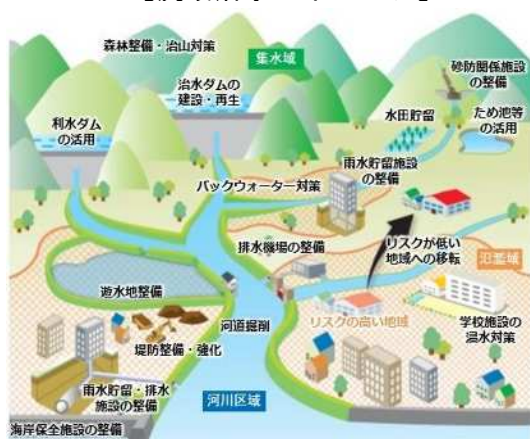 森林整備・治山対策
集水域
砂防関係施設
の整備
治水ダムの
建設・再生
水田貯留
ため池等
の活用
利水ダム
の活用
雨水貯留施設
の整備
バックウォーター対策
排水機場の整備
リスクが低い
地域への移転
氾濫域
遊水地整備
リスクの高い地域
学校施設の
浸水対策
河道掘削
堤防整備・強化
雨水貯留・排水
施設の整備
河川区域
海岸保全施設の整備